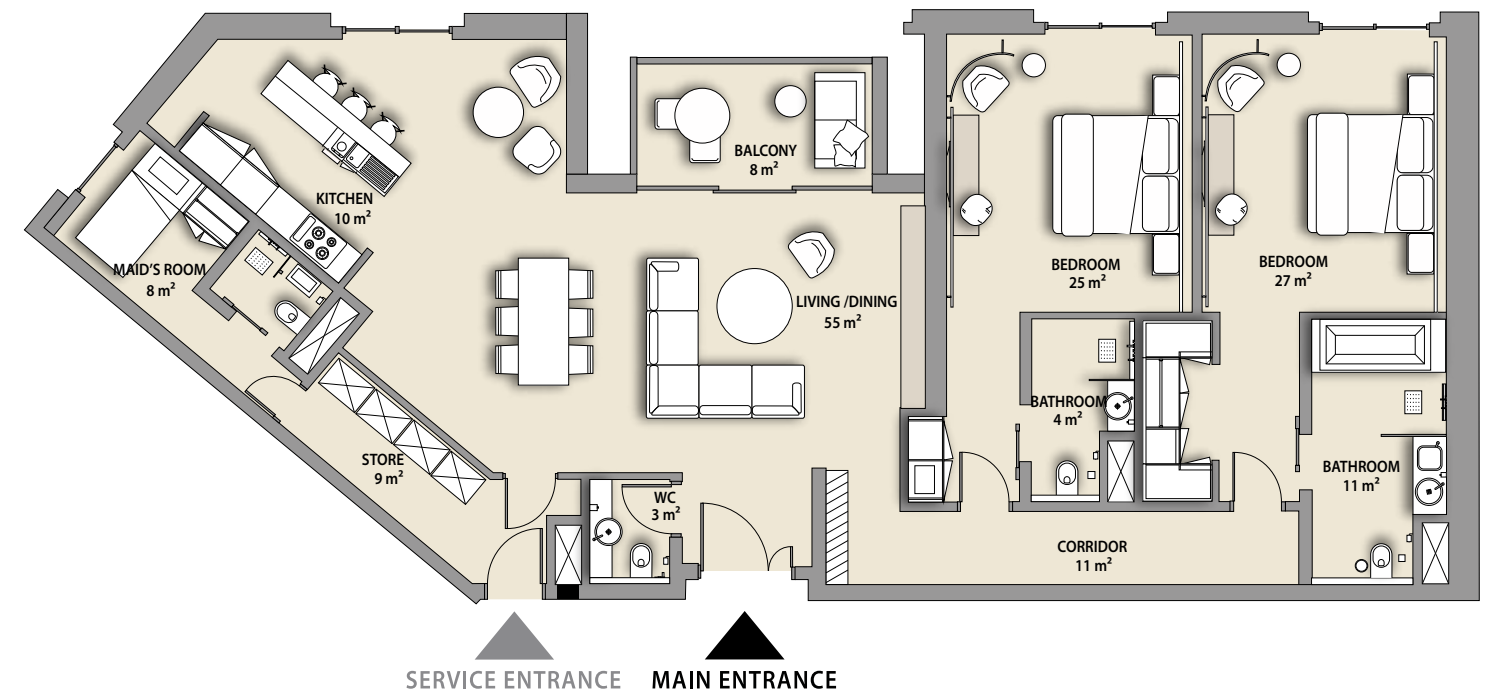 BALCONY
8 m²
KITCHEN
10 m²
MAID'S ROOM
8 m²
BEDROOM
25 m²
BEDROOM
27 m²
LIVING /DINING
55 m²
BATHROOM
4 m²
STORE
9 m²
BATHROOM
11 m²
WC
3 m²
CORRIDOR
11 m²
SERVICE ENTRANCE
MAIN ENTRANCE